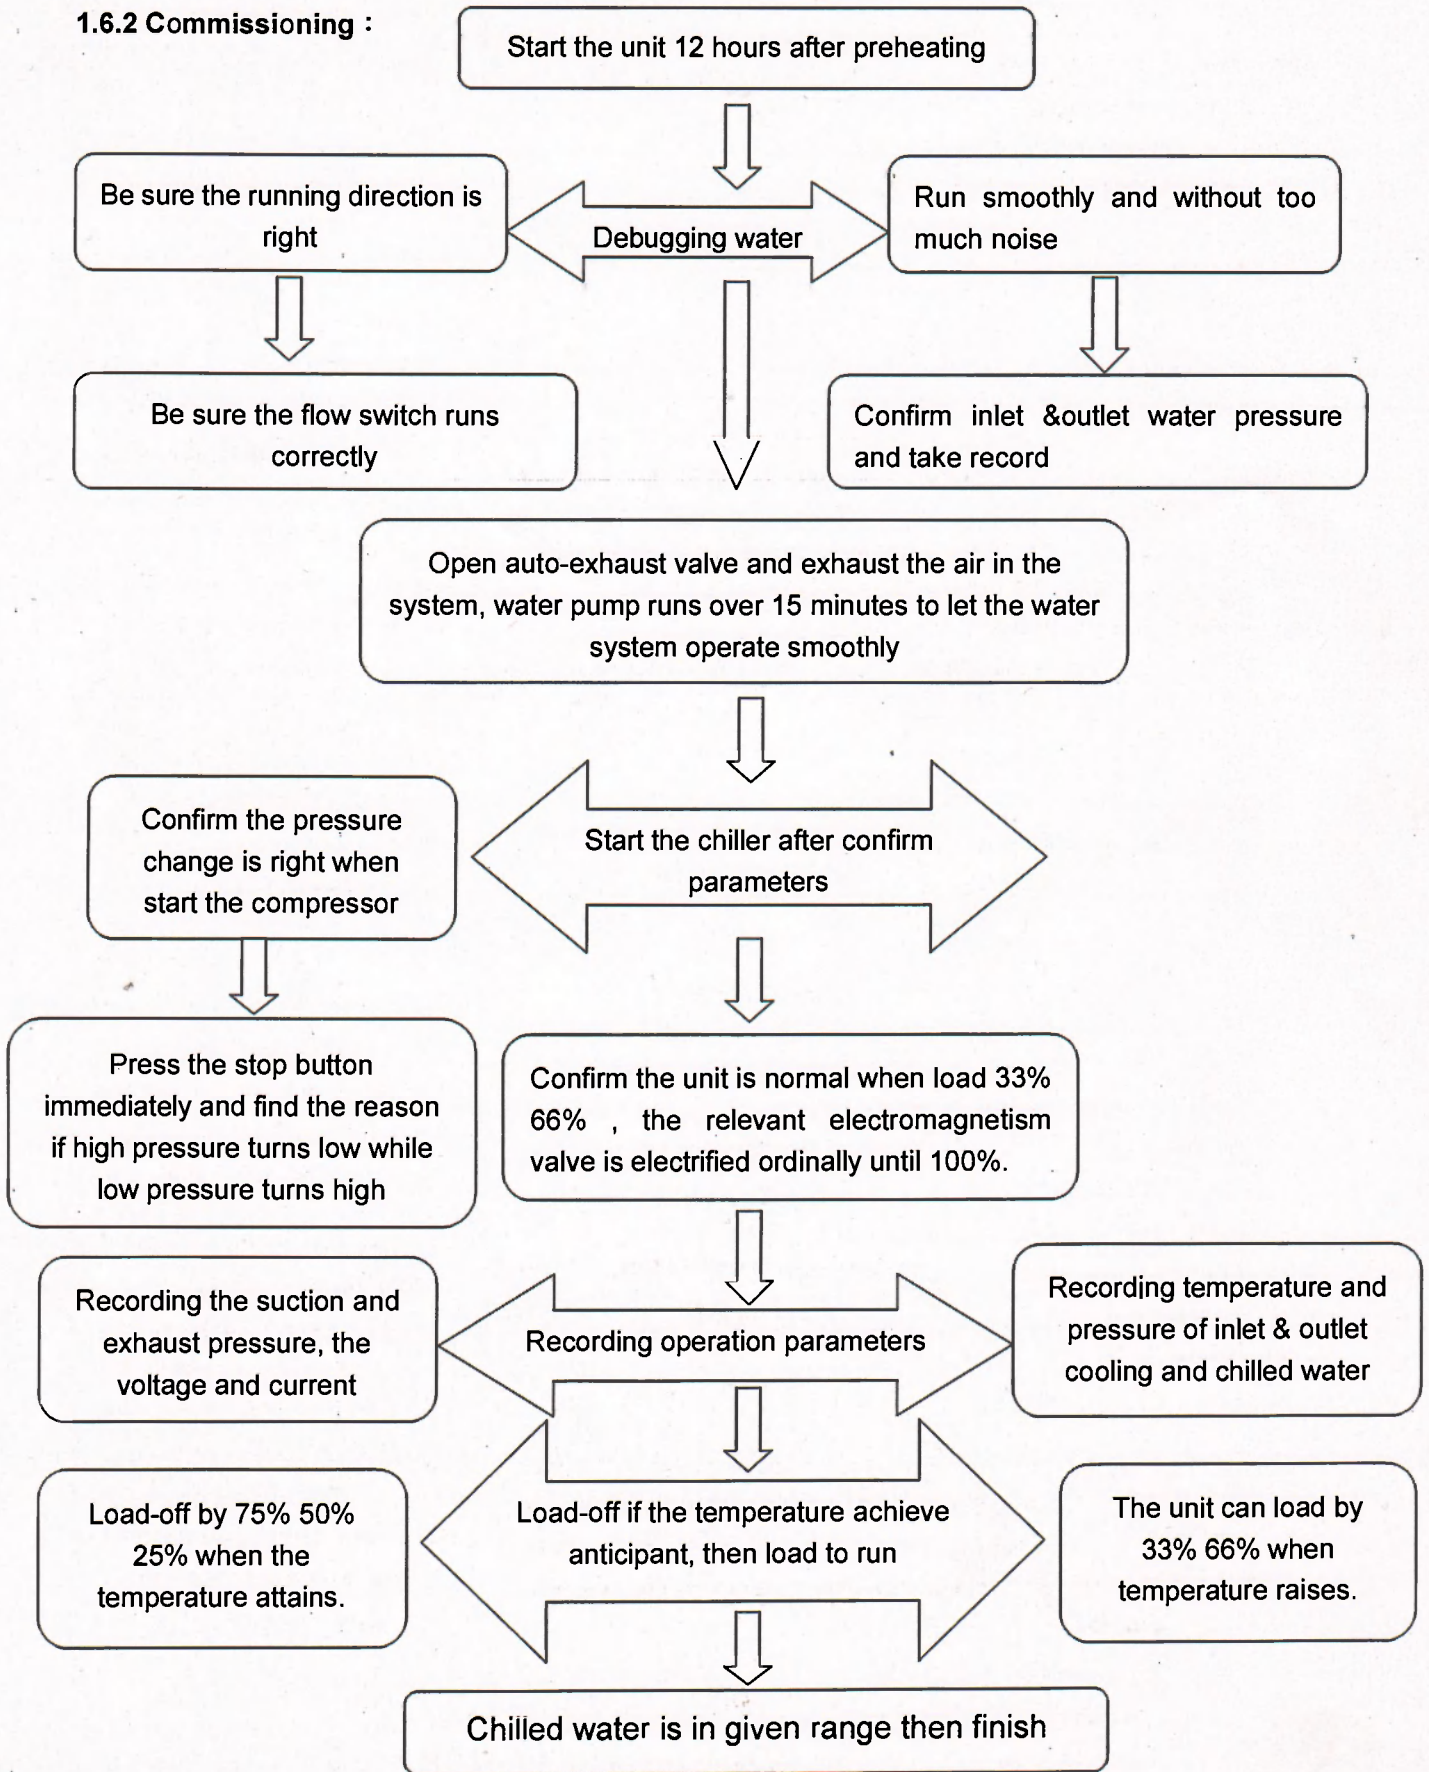 1.6.2 Commissioning :
Start the unit 12 hours after preheating
Be sure the running direction is
right
Debugging water
Run smoothly and without too
much noise
Be sure the flow switch runs
correctly
Confirm inlet &outlet water pressure
and take record
Open auto-exhaust valve and exhaust the air in the
system, water pump runs over 15 minutes to let the water
system operate smoothly
Confirm the pressure
change is right when
start the compressor
Start the chiller after confirm
parameters
Press the stop button
immediately and find the reason
if high pressure turns low while
low pressure turns high
Confirm the unit is normal when load 33%
66% , the relevant electromagnetism
valve is electrified ordinally until 100%.
Recording the suction and
exhaust pressure, the
voltage and current
Recording operation parameters
Recording temperature and
pressure of inlet & outlet
cooling and chilled water
Load-off by 75% 50%
25% when the
temperature attains.
Load-off if the temperature achieve
anticipant, then load to run
The unit can load by
33% 66% when
temperature raises.
Chilled water is in given range then finish